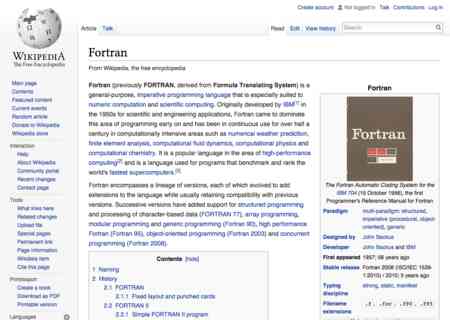 Create account
Not logged in
Talk
Contributions
Log in
WIKIPEDIA
The Free Encyclopedia
Main page
Contents
Featured content
Current events
Random article
Donate to Wikipedia
Wikipedia store
Interaction
Help
About Wikipedia
Community portal
Recent changes
Contact page
Tools
What links here
Related changes
Upload file
Special pages
Permanent link
Page information
Wikidata item
Cite this page
Print/export
Create a book
Download as PDF
Printable version
Languages
Article
Talk
Read
Edit
View history
Search
Fortran
From Wikipedia, the free encyclopedia
Fortran (previously FORTRAN, derived from Formula Translating System) is a
general-purpose, imperative programming language that is especially suited to
numeric computation and scientific computing. Originally developed by IBM[1] in
the 1950s for scientific and engineering applications, Fortran came to dominate
this area of programming early on and has been in continuous use for over half a
century in computationally intensive areas such as numerical weather prediction,
finite element analysis, computational fluid dynamics, computational physics and
computational chemistry. It is a popular language in the area of high-performance
computing[2] and is a language used for programs that benchmark and rank the
world's fastest supercomputers.[3]
Fortran encompasses a lineage of versions, each of which evolved to add
extensions to the language while usually retaining compatibility with previous
versions. Successive versions have added support for structured programming
and processing of character-based data (FORTRAN 77), array programming,
modular programming and generic programming (Fortran 90), high performance
Fortran (Fortran 95), object-oriented programming (Fortran 2003) and concurrent
programming (Fortran 2008).
Contents [hide]
1 Naming
2 History
2.1 FORTRAN
2.1.1 Fixed layout and punched cards
2.2 FORTRAN II
2.2.1 Simple FORTRAN II program
Fortran
Fortran
The Fortran Automatic Coding System for the
IBM 704 (15 October 1956), the first
Programmer's Reference Manual for Fortran
Paradigm multi-paradigm: structured,
imperative (procedural, object-
oriented), generic
Designed by John Backus
Developer John Backus and IBM
First appeared 1957; 58 years ago
Stable release Fortran 2008 (ISO/IEC 1539-
1:2010) / 2010; 5 years ago
Typing
discipline
strong, static, manifest
Filename
extensions
.f, .for, .f90, .f95